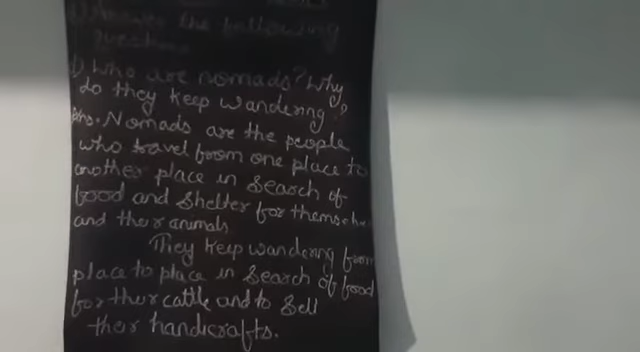 Answer the following
questions
1) Who are nomads? Why
do they keep wandering?
Ans. Nomads are the people
who travel from one place to
another place in search of
food and shelter for themselves
and their animals
They keep wandering from
place to place in search of food
for their cattle and to sell
their handicrafts.